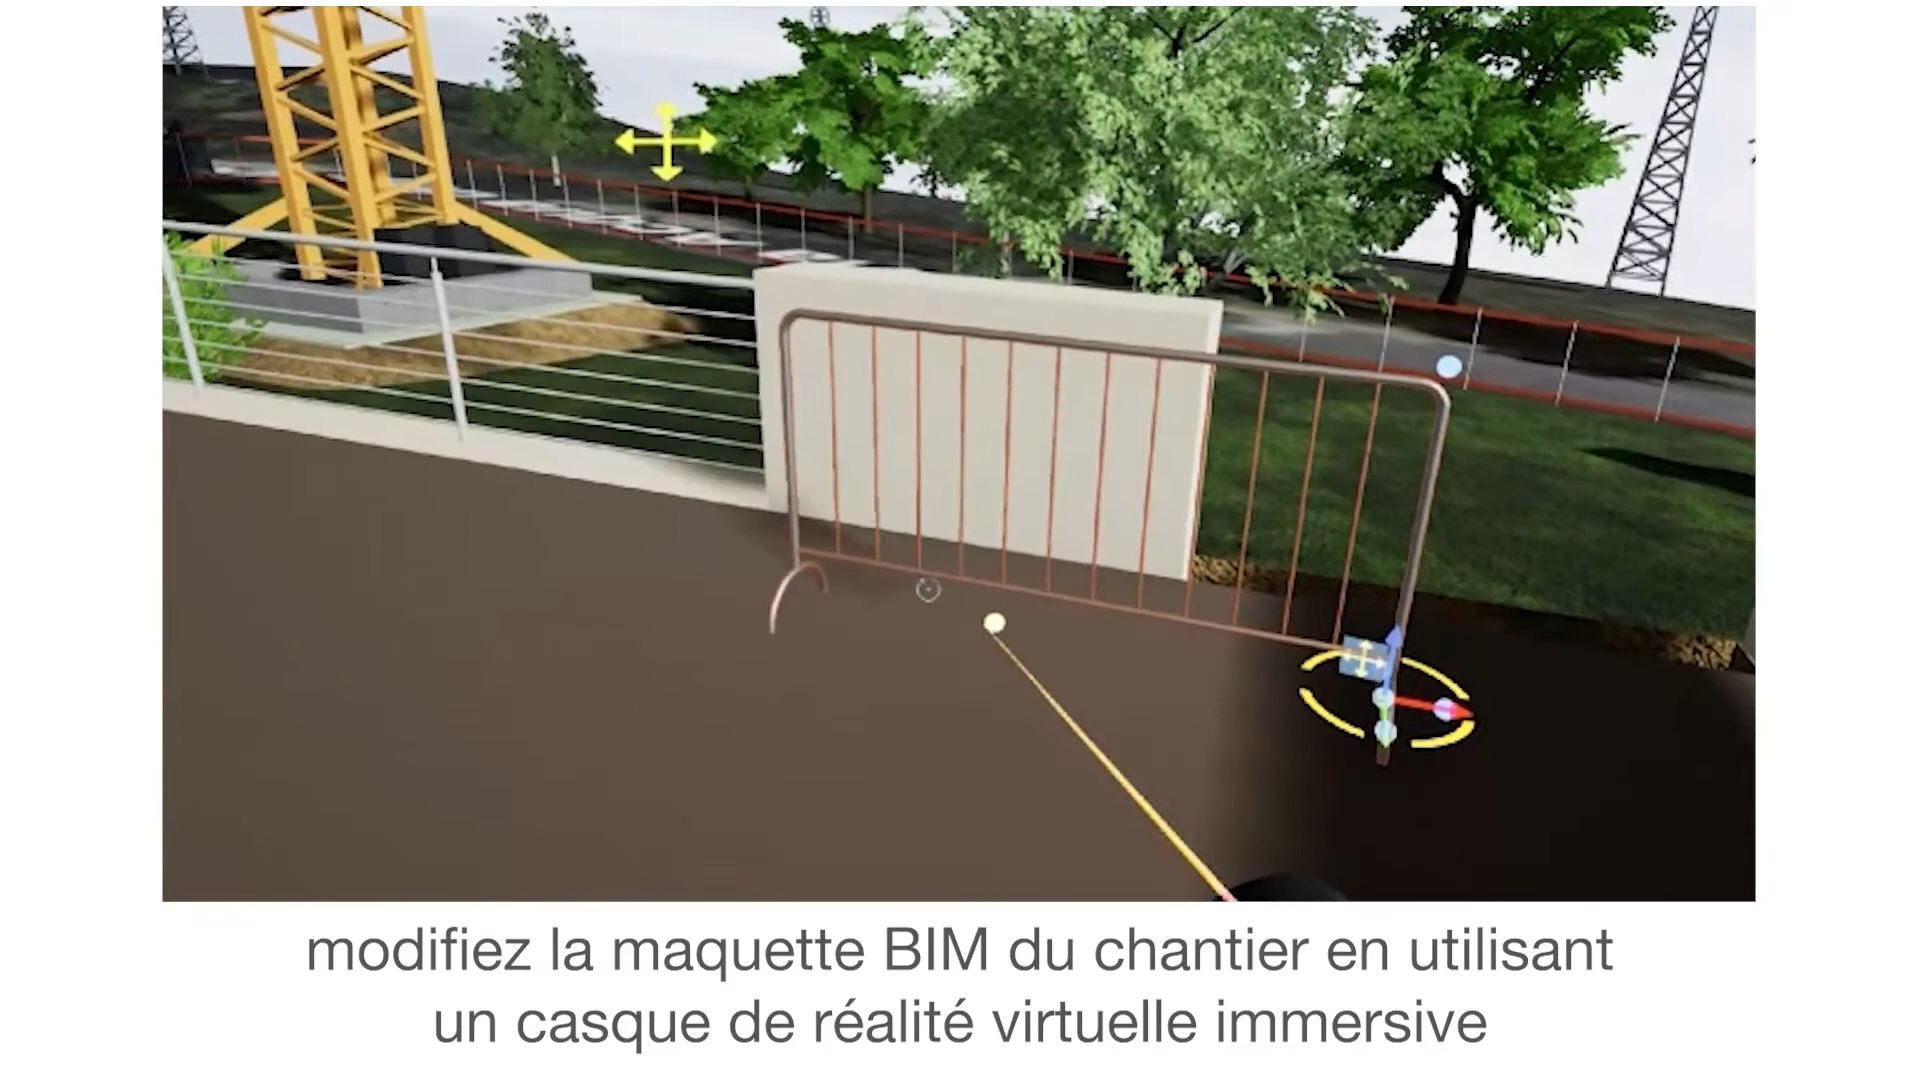 modifiez la maquette BIM du chantier en utilisant
un casque de réalité virtuelle immersive